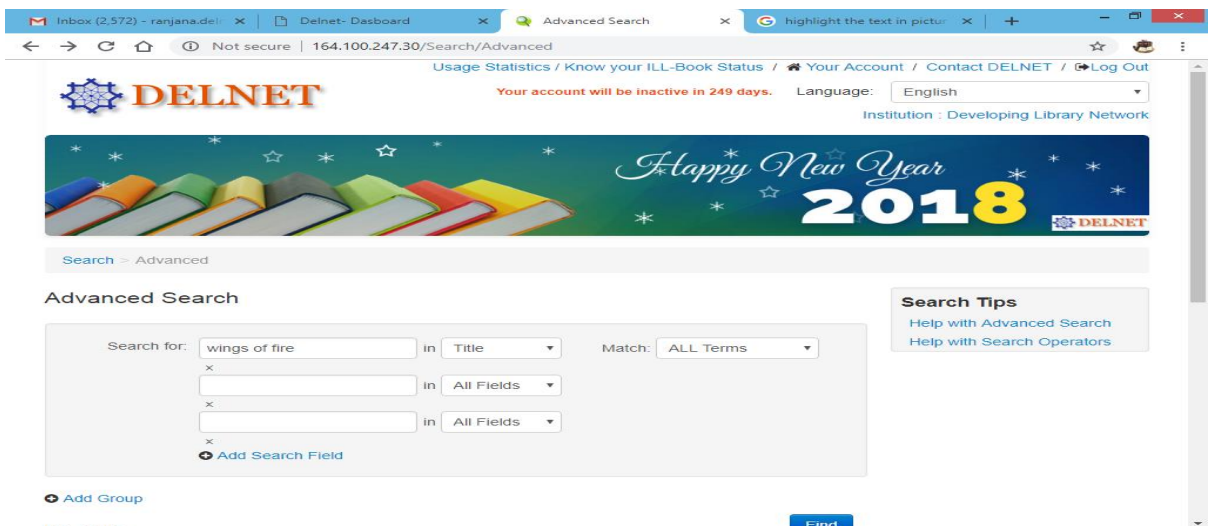 Inbox (2,572) - ranjana.del
Delnet- Dasboard
Advanced Search
highlight the text in pictur
Not secure | 164.100.247.30/Search/Advanced
Usage Statistics / Know your ILL-Book Status / Your Account / Contact DELNET / Log Out
DELNET
Your account will be inactive in 249 days. Language: English
Institution : Developing Library Network
Happy New Year
2018
DELNET
Search > Advanced
Advanced Search
Search Tips
Help with Advanced Search
Help with Search Operators
Search for: wings of fire in Title Match: ALL Terms
in All Fields
in All Fields
Add Search Field
Add Group
Find